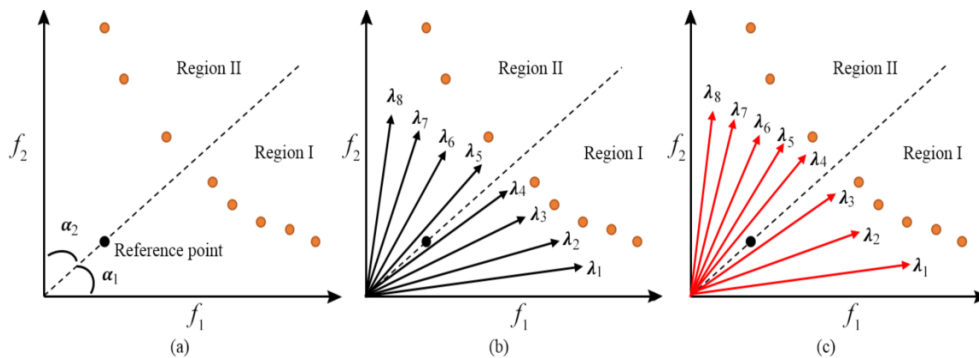 f₂
Region II
Region I
α₂
Reference point
α₁
f₁
(a)
f₂
Region II
Region I
λ₈
λ₇
λ₆
λ₅
λ₄
λ₃
λ₂
λ₁
f₁
(b)
f₂
Region II
Region I
λ₈
λ₇
λ₆
λ₅
λ₄
λ₃
λ₂
λ₁
f₁
(c)